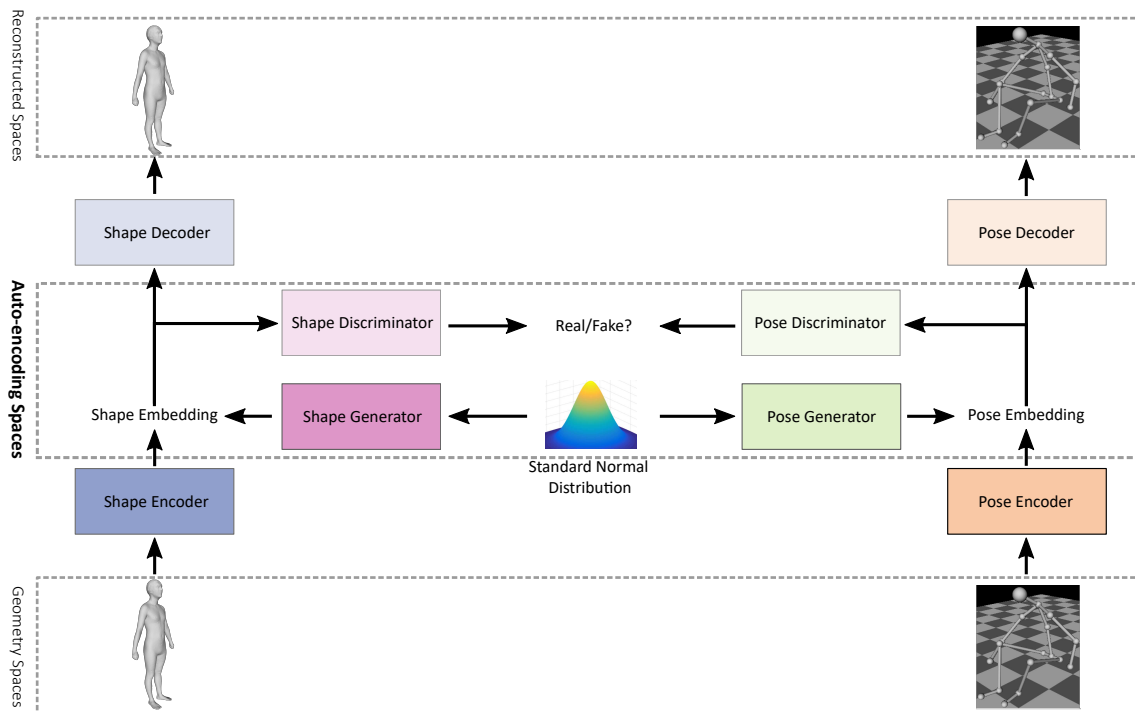 Reconstructed Spaces
Shape Decoder
Pose Decoder
Auto-encoding Spaces
Shape Discriminator
Real/Fake?
Pose Discriminator
Shape Embedding
Shape Generator
Pose Generator
Pose Embedding
Standard Normal
Distribution
Shape Encoder
Pose Encoder
Geometry Spaces